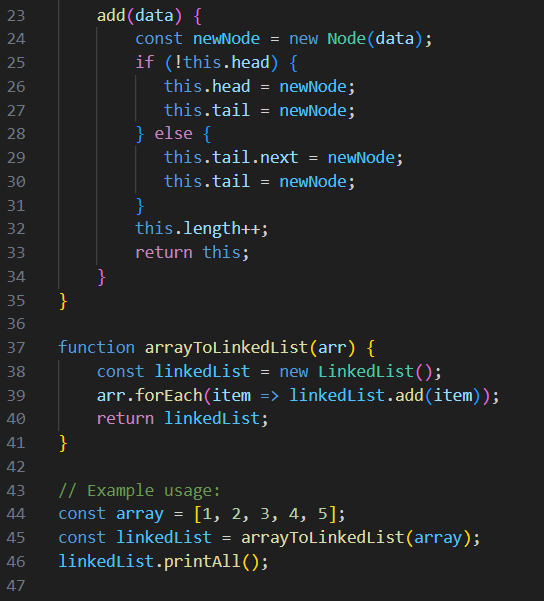 23 add(data) {
24 const newNode = new Node(data);
25 if (!this.head) {
26 this.head = newNode;
27 this.tail = newNode;
28 } else {
29 this.tail.next = newNode;
30 this.tail = newNode;
31 }
32 this.length++;
33 return this;
34 }
35 }
36
37 function arrayToLinkedList(arr) {
38 const linkedList = new LinkedList();
39 arr.forEach(item => linkedList.add(item));
40 return linkedList;
41 }
42
43 // Example usage:
44 const array = [1, 2, 3, 4, 5];
45 const linkedList = arrayToLinkedList(array);
46 linkedList.printAll();
47